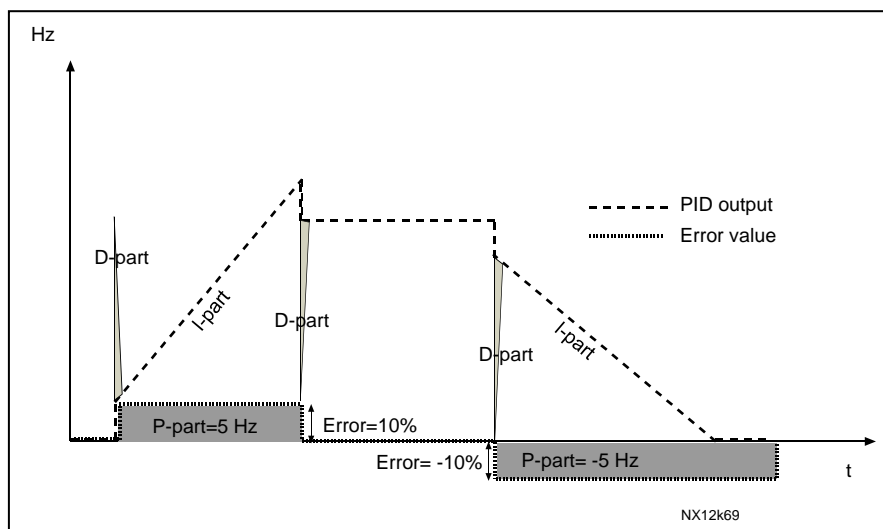 Hz
PID output
Error value
D-part
I-part
D-part
I-part
D-part
P-part=5 Hz
Error=10%
Error= -10%
P-part= -5 Hz
t
NX12k69